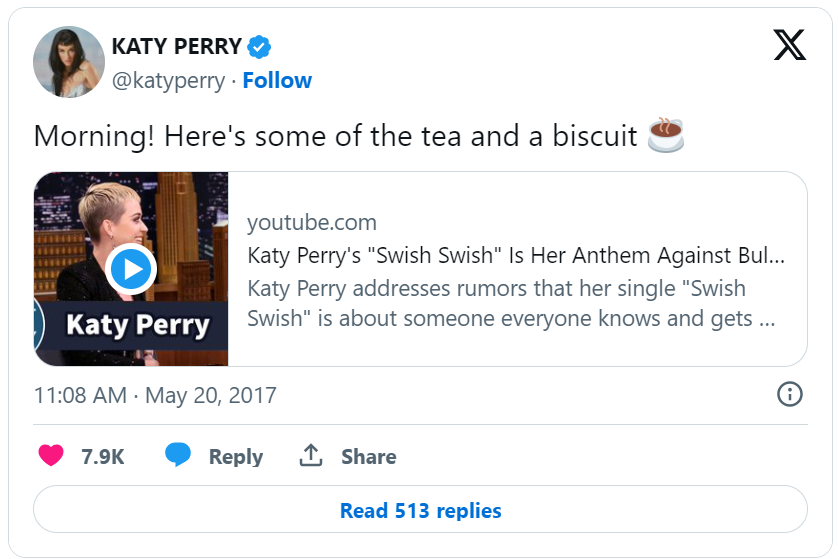 KATY PERRY
@katyperry · Follow
Morning! Here's some of the tea and a biscuit ☕
youtube.com
Katy Perry's "Swish Swish" Is Her Anthem Against Bul...
Katy Perry addresses rumors that her single "Swish
Swish" is about someone everyone knows and gets ...
Katy Perry
11:08 AM · May 20, 2017
7.9K Reply Share
Read 513 replies